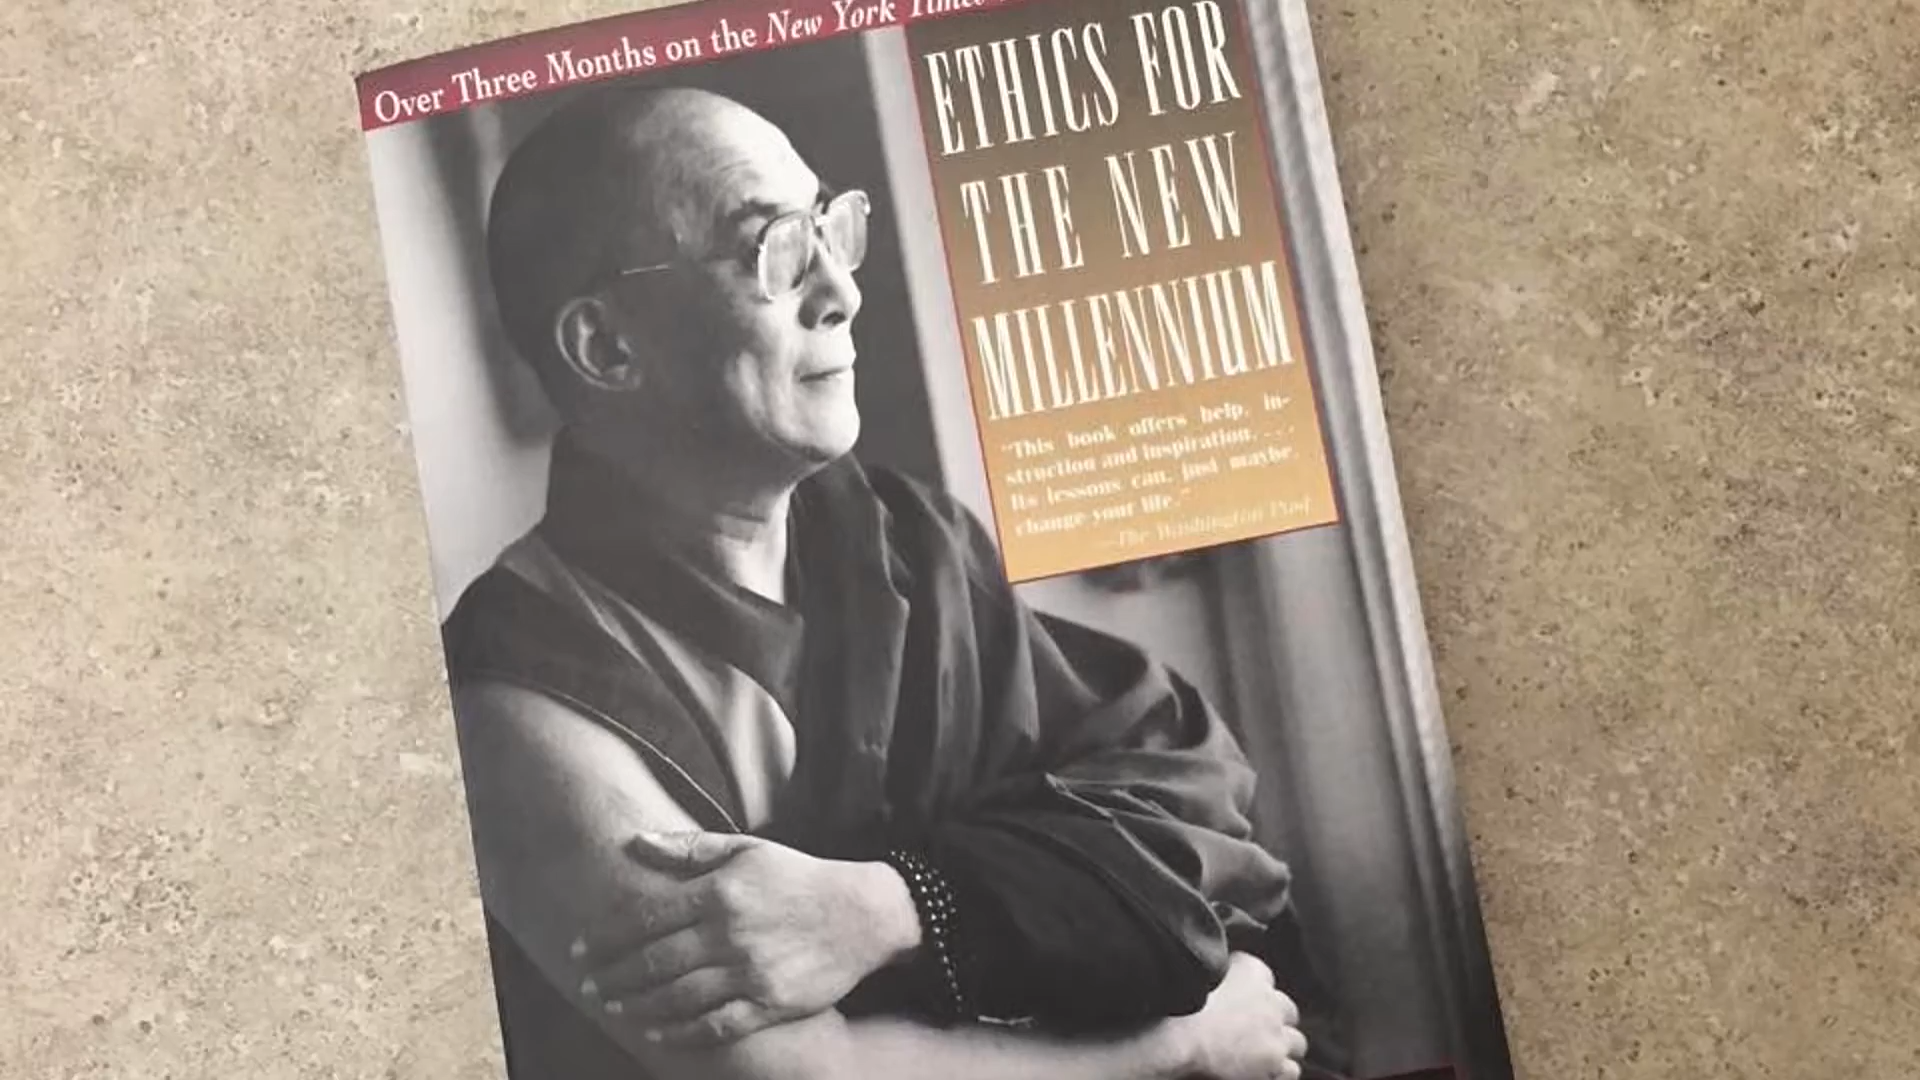 Over Three Months on the New York Times
ETHICS FOR
THE NEW
MILLENNIUM
“This book offers help, in-
struction and inspiration. . . .
Its lessons can, just maybe,
change your life.”
—The Washington Post